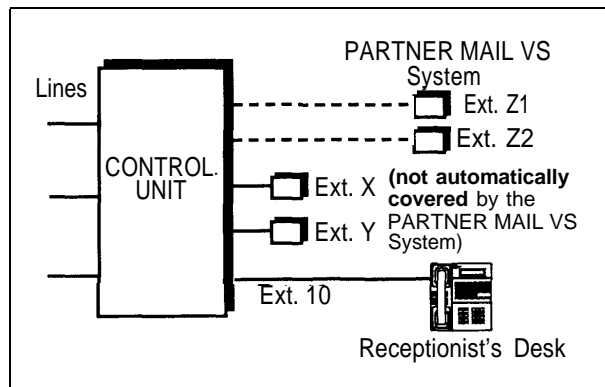 PARTNER MAIL VS
System
Lines
Ext. Z1
Ext. Z2
CONTROL.
UNIT
Ext. X (not automatically
covered by the
Ext. Y PARTNER MAIL VS
System)
Ext. 10
Receptionist's Desk